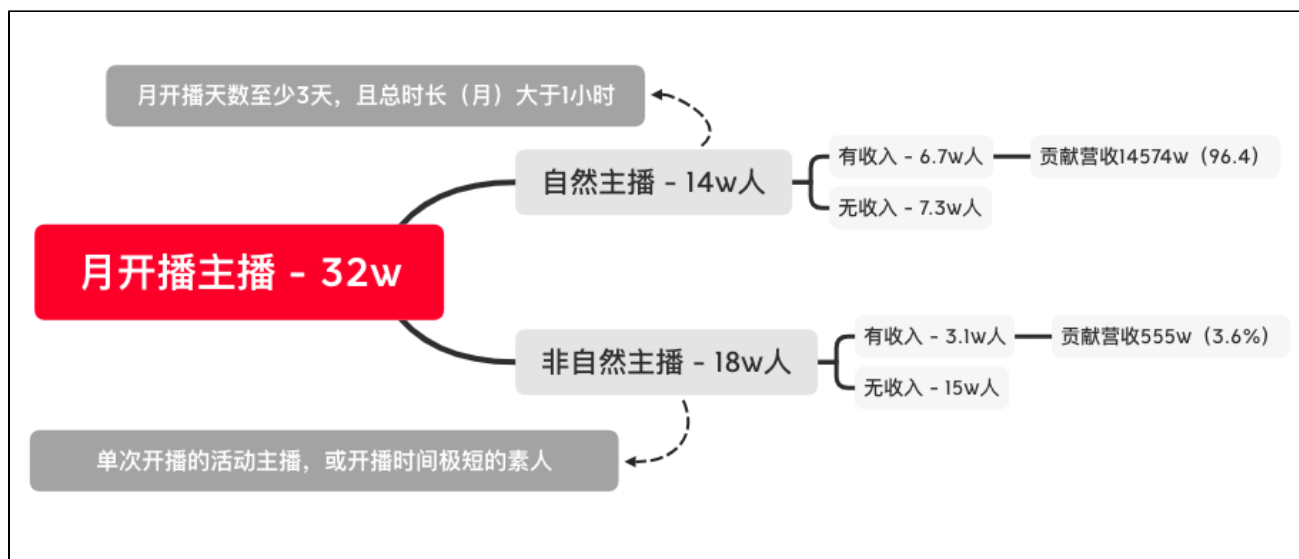 月开播天数至少3天，且总时长（月）大于1小时
自然主播 - 14w人
有收入 - 6.7w人
贡献营收14574w（96.4）
无收入 - 7.3w人
月开播主播 - 32w
非自然主播 - 18w人
有收入 - 3.1w人
贡献营收555w（3.6%）
无收入 - 15w人
单次开播的活动主播，或开播时间极短的素人